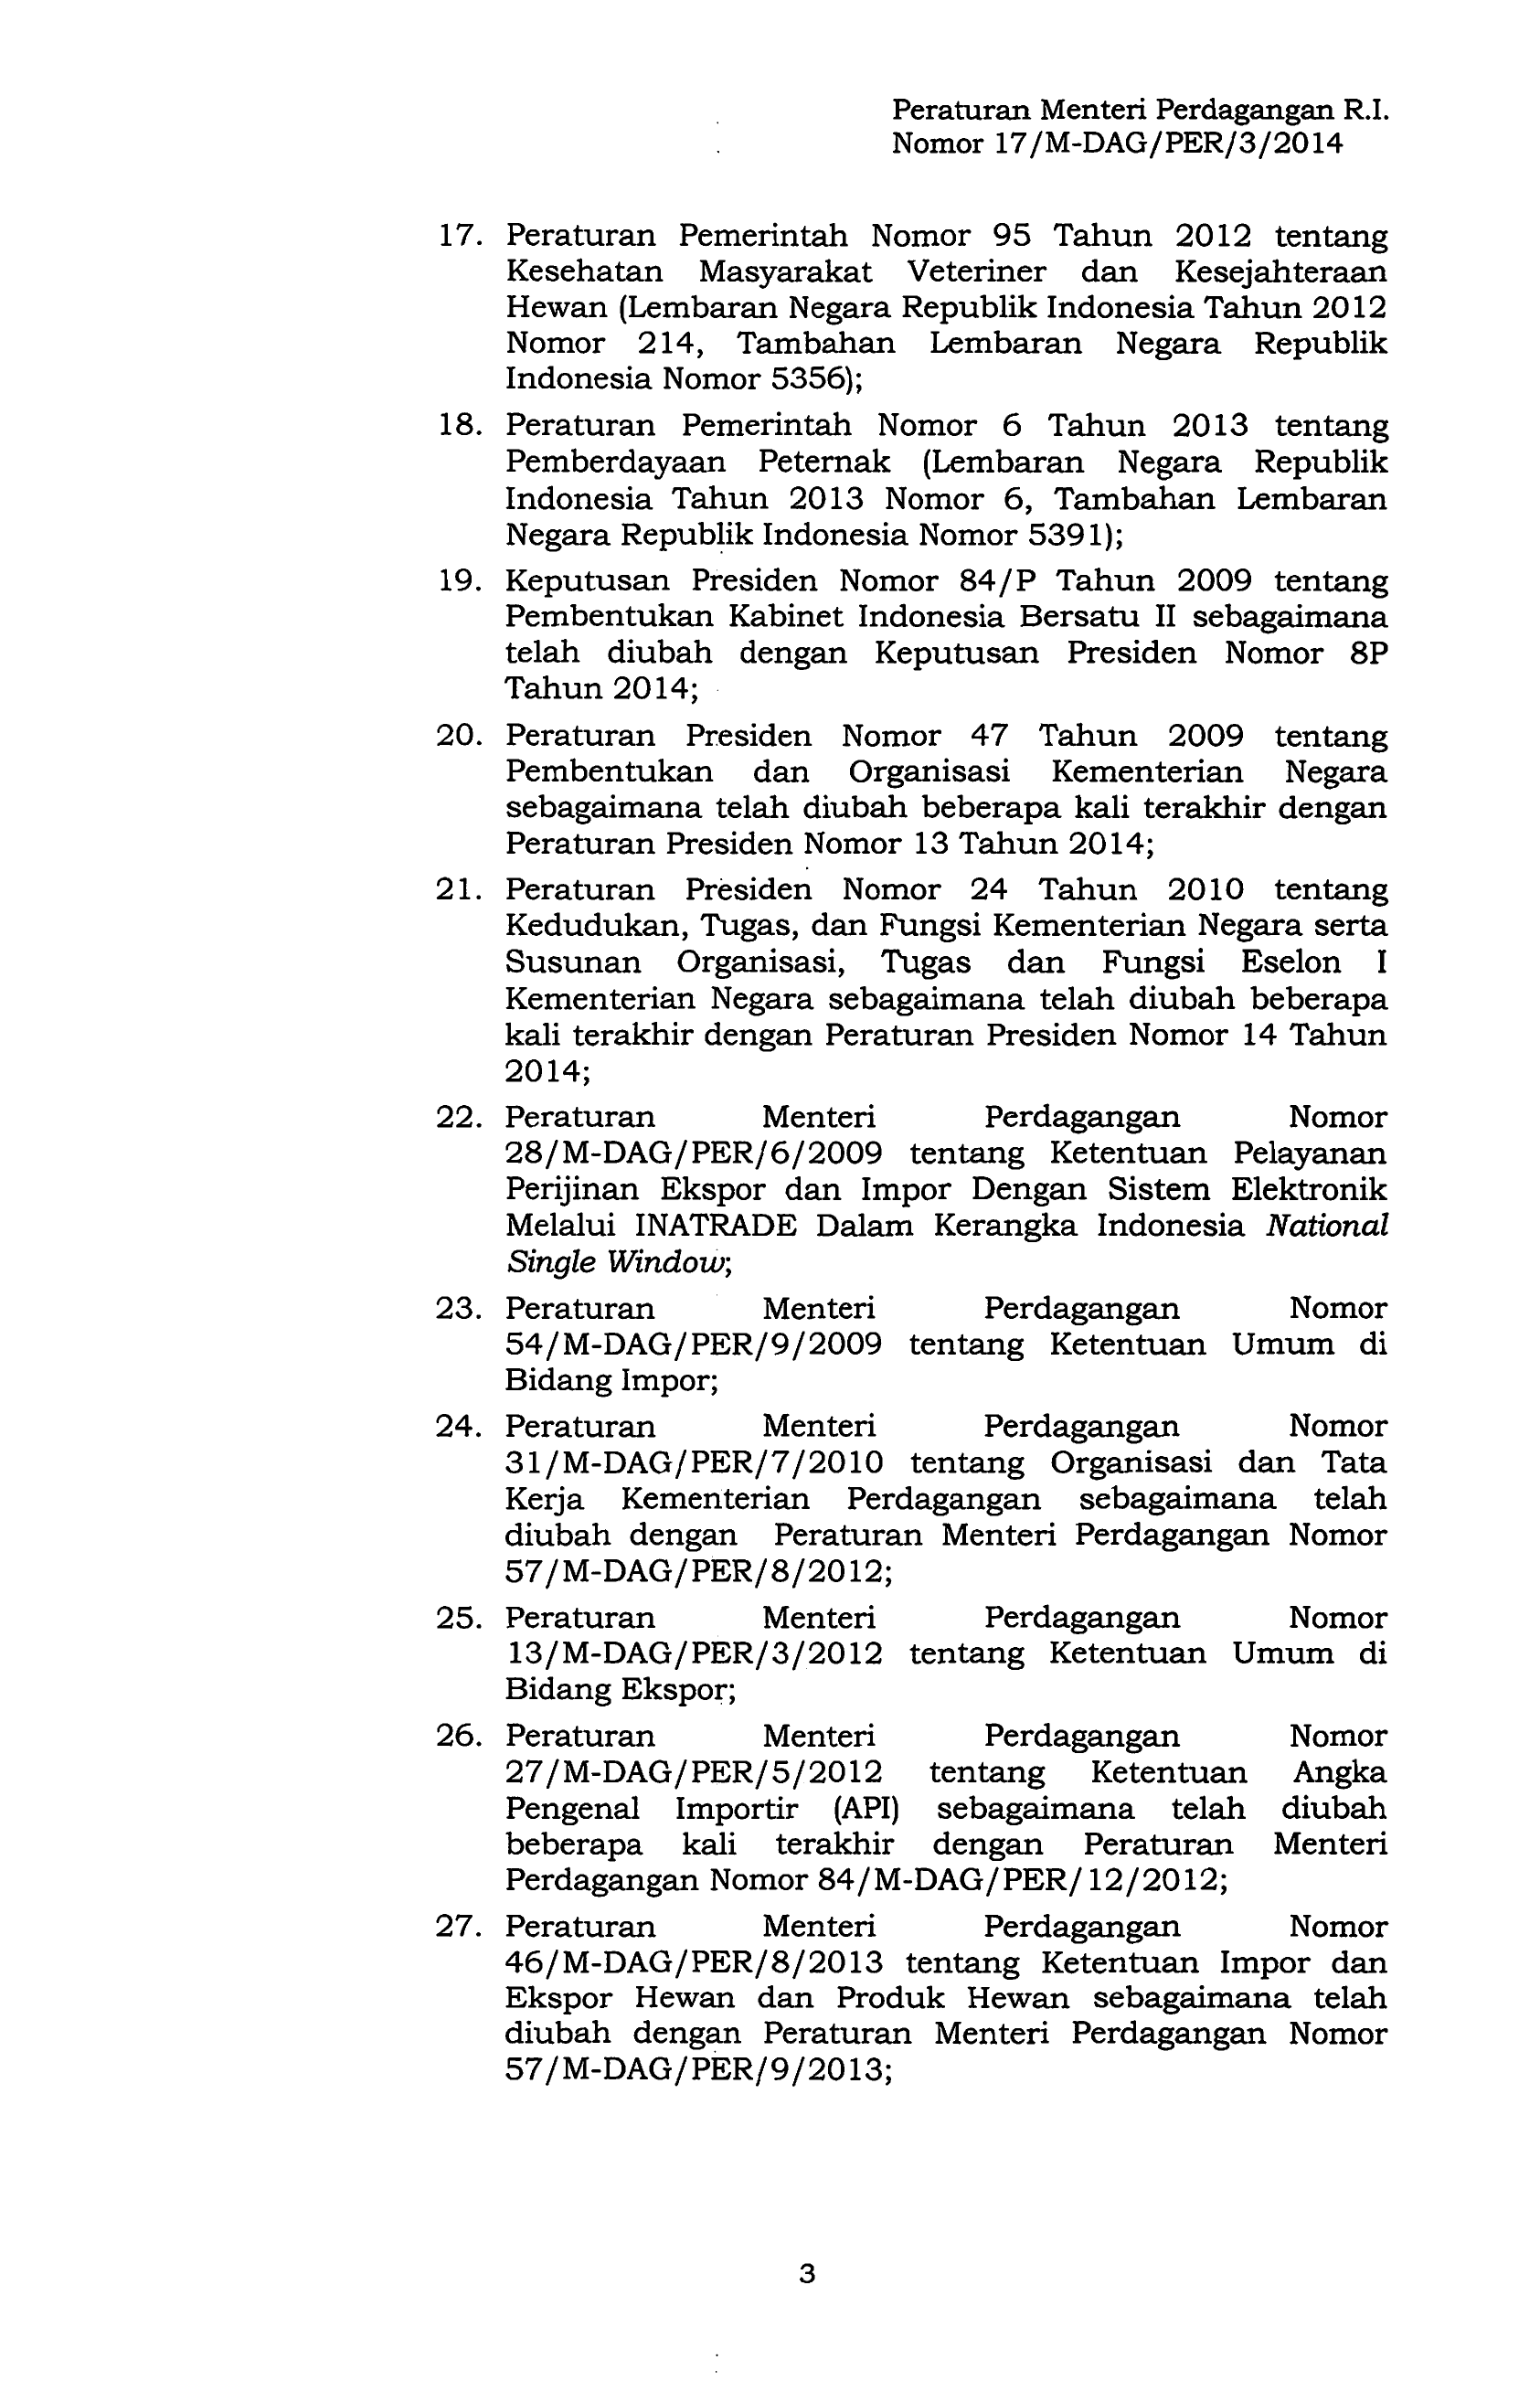 Peraturan Menteri Perdagangan R.I.
Nomor 17/M-DAG/PER/3/2014
17. Peraturan Pemerintah Nomor 95 Tahun 2012 tentang
Kesehatan Masyarakat Veteriner dan Kesejahteraan
Hewan (Lembaran Negara Republik Indonesia Tahun 2012
Nomor 214, Tambahan Lembaran Negara Republik
Indonesia Nomor 5356);
18. Peraturan Pemerintah Nomor 6 Tahun 2013 tentang
Pemberdayaan Peternak (Lembaran Negara Republik
Indonesia Tahun 2013 Nomor 6, Tambahan Lembaran
Negara Republik Indonesia Nomor 5391);
19. Keputusan Presiden Nomor 84/P Tahun 2009 tentang
Pembentukan Kabinet Indonesia Bersatu II sebagaimana
telah diubah dengan Keputusan Presiden Nomor 8P
Tahun 2014;
20. Peraturan Presiden Nomor 47 Tahun 2009 tentang
Pembentukan dan Organisasi Kementerian Negara
sebagaimana telah diubah beberapa kali terakhir dengan
Peraturan Presiden Nomor 13 Tahun 2014;
21. Peraturan Presiden Nomor 24 Tahun 2010 tentang
Kedudukan, Tugas, dan Fungsi Kementerian Negara serta
Susunan Organisasi, Tugas dan Fungsi Eselon I
Kementerian Negara sebagaimana telah diubah beberapa
kali terakhir dengan Peraturan Presiden Nomor 14 Tahun
2014;
22. Peraturan Menteri Perdagangan Nomor
28/M-DAG/PER/6/2009 tentang Ketentuan Pelayanan
Perijinan Ekspor dan Impor Dengan Sistem Elektronik
Melalui INATRADE Dalam Kerangka Indonesia National
Single Window;
23. Peraturan Menteri Perdagangan Nomor
54/M-DAG/PER/9/2009 tentang Ketentuan Umum di
Bidang Impor;
24. Peraturan Menteri Perdagangan Nomor
31/M-DAG/PER/7/2010 tentang Organisasi dan Tata
Kerja Kementerian Perdagangan sebagaimana telah
diubah dengan Peraturan Menteri Perdagangan Nomor
57/M-DAG/PER/8/2012;
25. Peraturan Menteri Perdagangan Nomor
13/M-DAG/PER/3/2012 tentang Ketentuan Umum di
Bidang Ekspor;
26. Peraturan Menteri Perdagangan Nomor
27/M-DAG/PER/5/2012 tentang Ketentuan Angka
Pengenal Importir (API) sebagaimana telah diubah
beberapa kali terakhir dengan Peraturan Menteri
Perdagangan Nomor 84/M-DAG/PER/12/2012;
27. Peraturan Menteri Perdagangan Nomor
46/M-DAG/PER/8/2013 tentang Ketentuan Impor dan
Ekspor Hewan dan Produk Hewan sebagaimana telah
diubah dengan Peraturan Menteri Perdagangan Nomor
57/M-DAG/PER/9/2013;
3